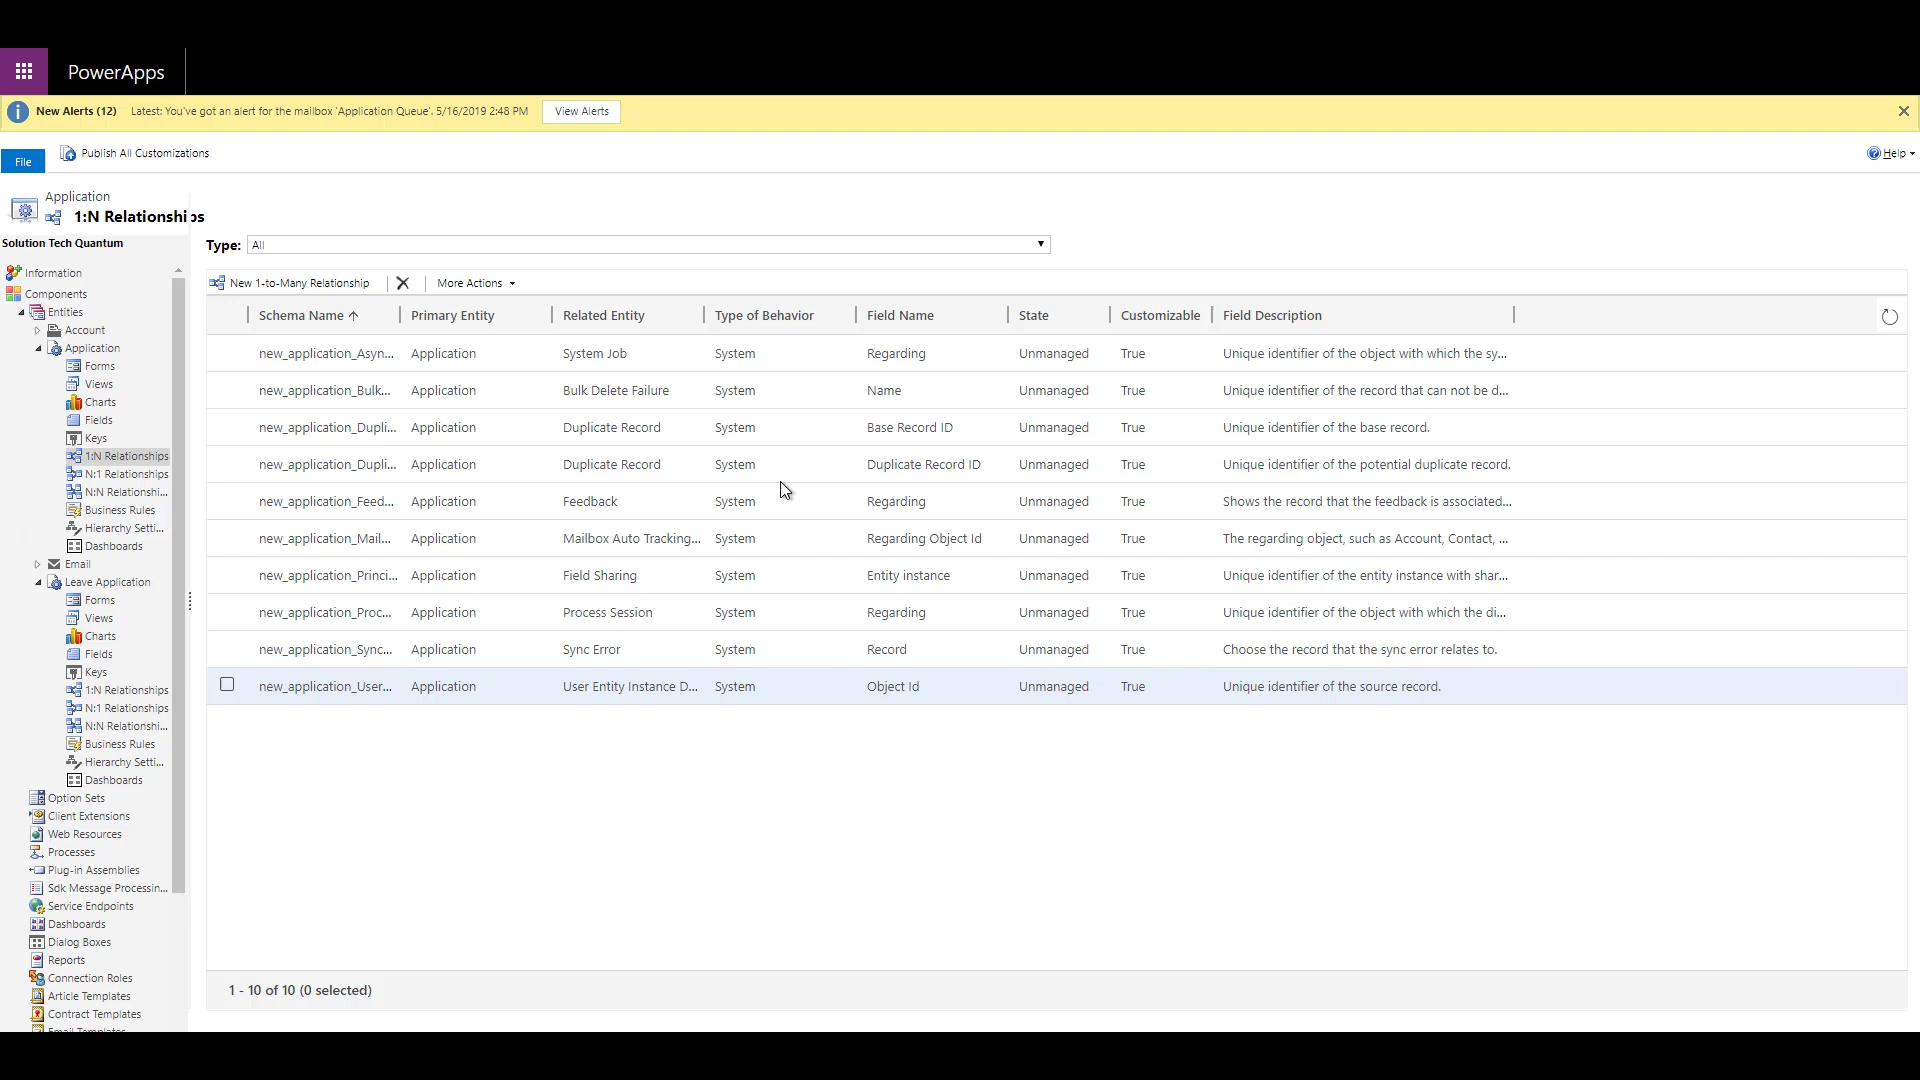 PowerApps
New Alerts (12) Latest: You've got an alert for the mailbox 'Application Queue'. 5/16/2019 2:48 PM View Alerts
File Publish All Customizations Help
Application
1:N Relationships
Solution Tech Quantum
Information
Components
Entities
Account
Application
Forms
Views
Charts
Fields
Keys
1:N Relationships
N:1 Relationships
N:N Relationshi...
Business Rules
Hierarchy Setti...
Dashboards
Email
Leave Application
Forms
Views
Charts
Fields
Keys
1:N Relationships
N:1 Relationships
N:N Relationshi...
Business Rules
Hierarchy Setti...
Dashboards
Option Sets
Client Extensions
Web Resources
Processes
Plug-in Assemblies
Sdk Message Processin...
Service Endpoints
Dashboards
Dialog Boxes
Reports
Connection Roles
Article Templates
Contract Templates
Email Templates
Type: All
New 1-to-Many Relationship More Actions
Schema Name Primary Entity Related Entity Type of Behavior Field Name State Customizable Field Description
new_application_Asyn... Application System Job System Regarding Unmanaged True Unique identifier of the object with which the sy...
new_application_Bulk... Application Bulk Delete Failure System Name Unmanaged True Unique identifier of the record that can not be d...
new_application_Dupli... Application Duplicate Record System Base Record ID Unmanaged True Unique identifier of the base record.
new_application_Dupli... Application Duplicate Record System Duplicate Record ID Unmanaged True Unique identifier of the potential duplicate record.
new_application_Feed... Application Feedback System Regarding Unmanaged True Shows the record that the feedback is associated...
new_application_Mail... Application Mailbox Auto Tracking... System Regarding Object Id Unmanaged True The regarding object, such as Account, Contact, ...
new_application_Princi... Application Field Sharing System Entity instance Unmanaged True Unique identifier of the entity instance with shar...
new_application_Proc... Application Process Session System Regarding Unmanaged True Unique identifier of the object with which the di...
new_application_Sync... Application Sync Error System Record Unmanaged True Choose the record that the sync error relates to.
new_application_User... Application User Entity Instance D... System Object Id Unmanaged True Unique identifier of the source record.
1 - 10 of 10 (0 selected)